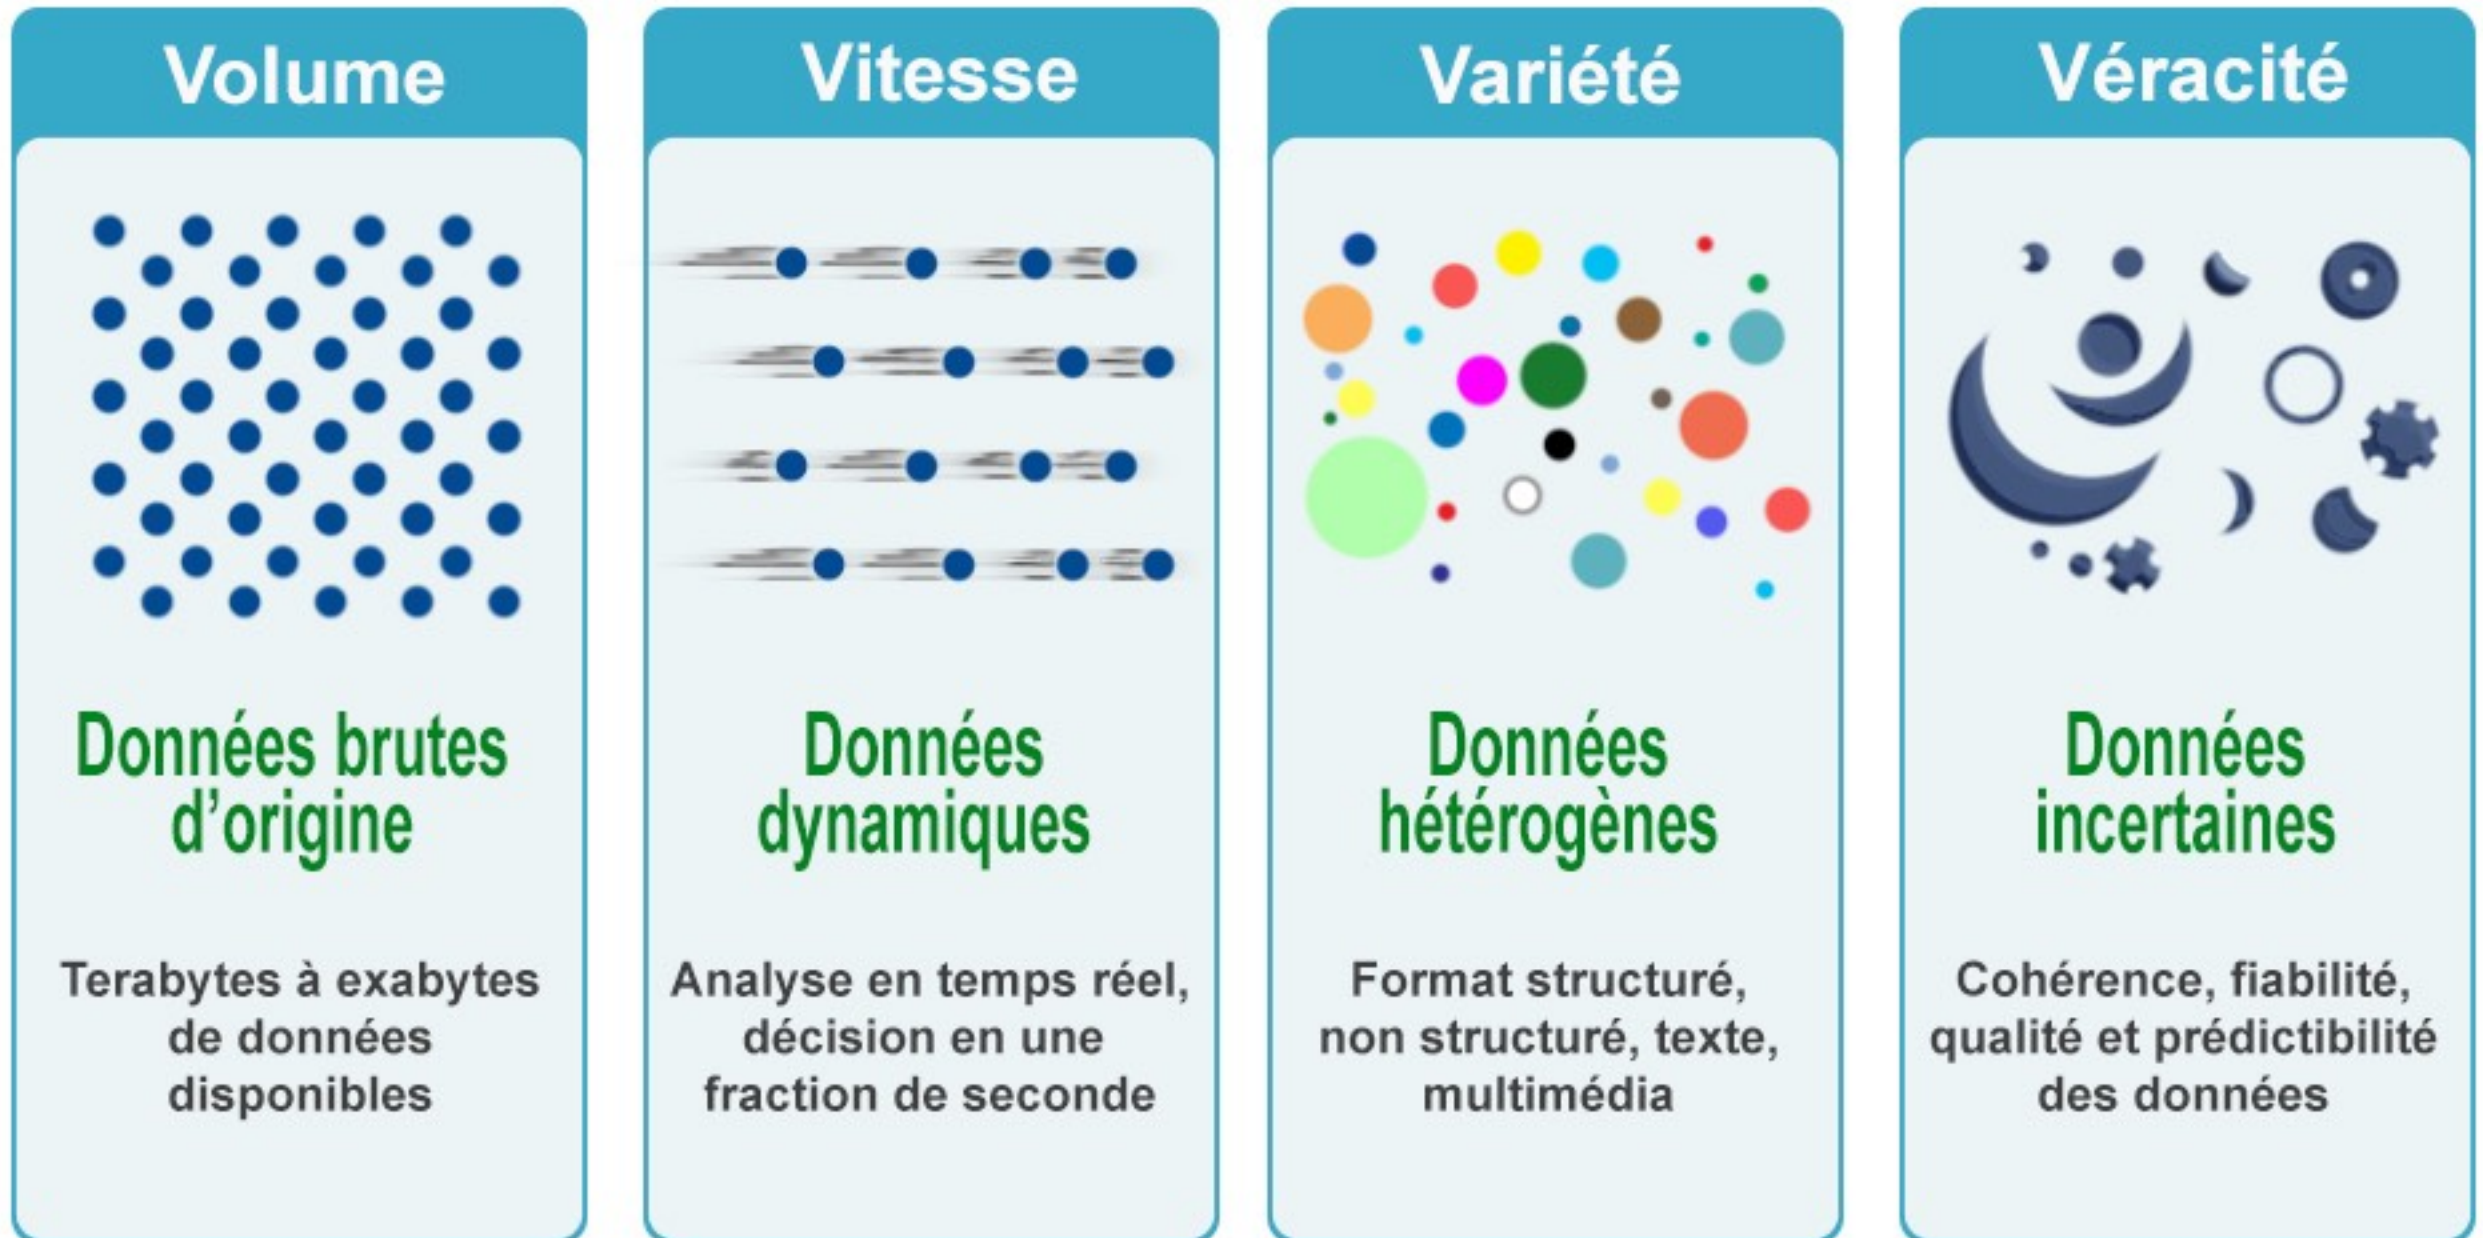 Volume
Données brutes
d’origine
Terabytes à exabytes
de données
disponibles
Vitesse
Données
dynamiques
Analyse en temps réel,
décision en une
fraction de seconde
Variété
Données
hétérogènes
Format structuré,
non structuré, texte,
multimédia
Véracité
Données
incertaines
Cohérence, fiabilité,
qualité et prédictibilité
des données